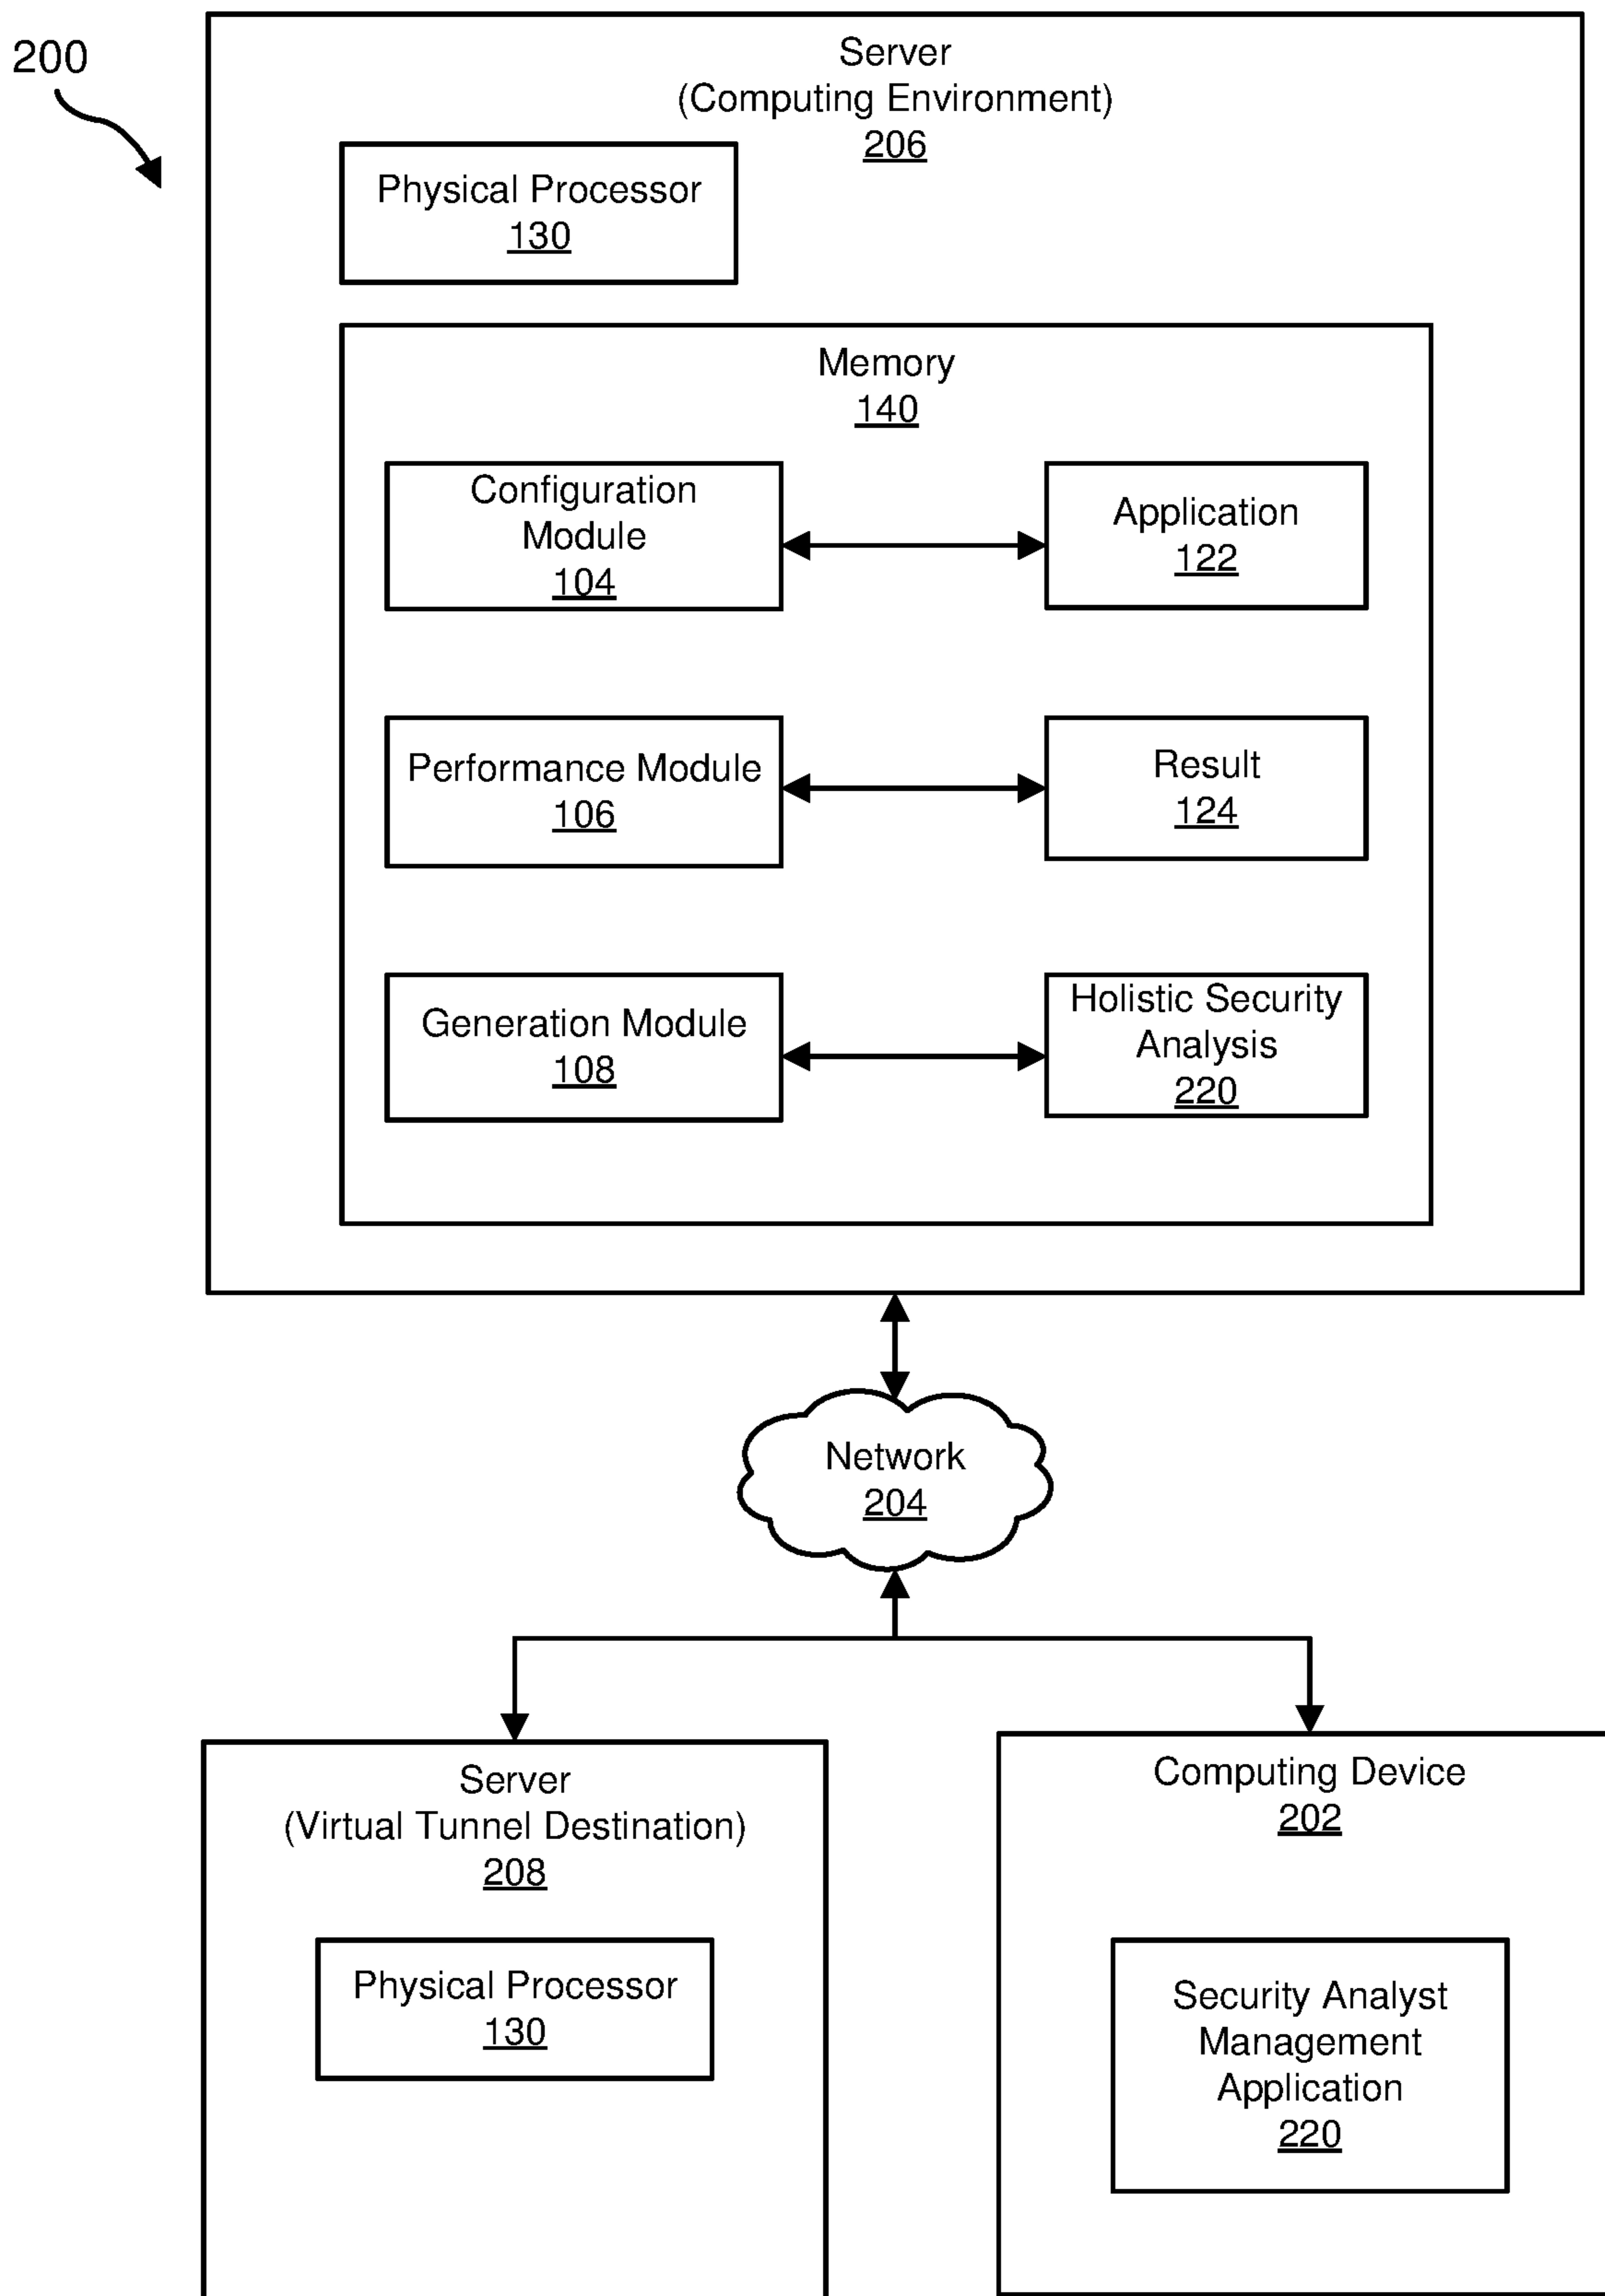 200
Server
(Computing Environment)
206
Physical Processor
130
Memory
140
Configuration
Module
104
Application
122
Performance Module
106
Result
124
Generation Module
108
Holistic Security
Analysis
220
Network
204
Server
(Virtual Tunnel Destination)
208
Physical Processor
130
Computing Device
202
Security Analyst
Management
Application
220